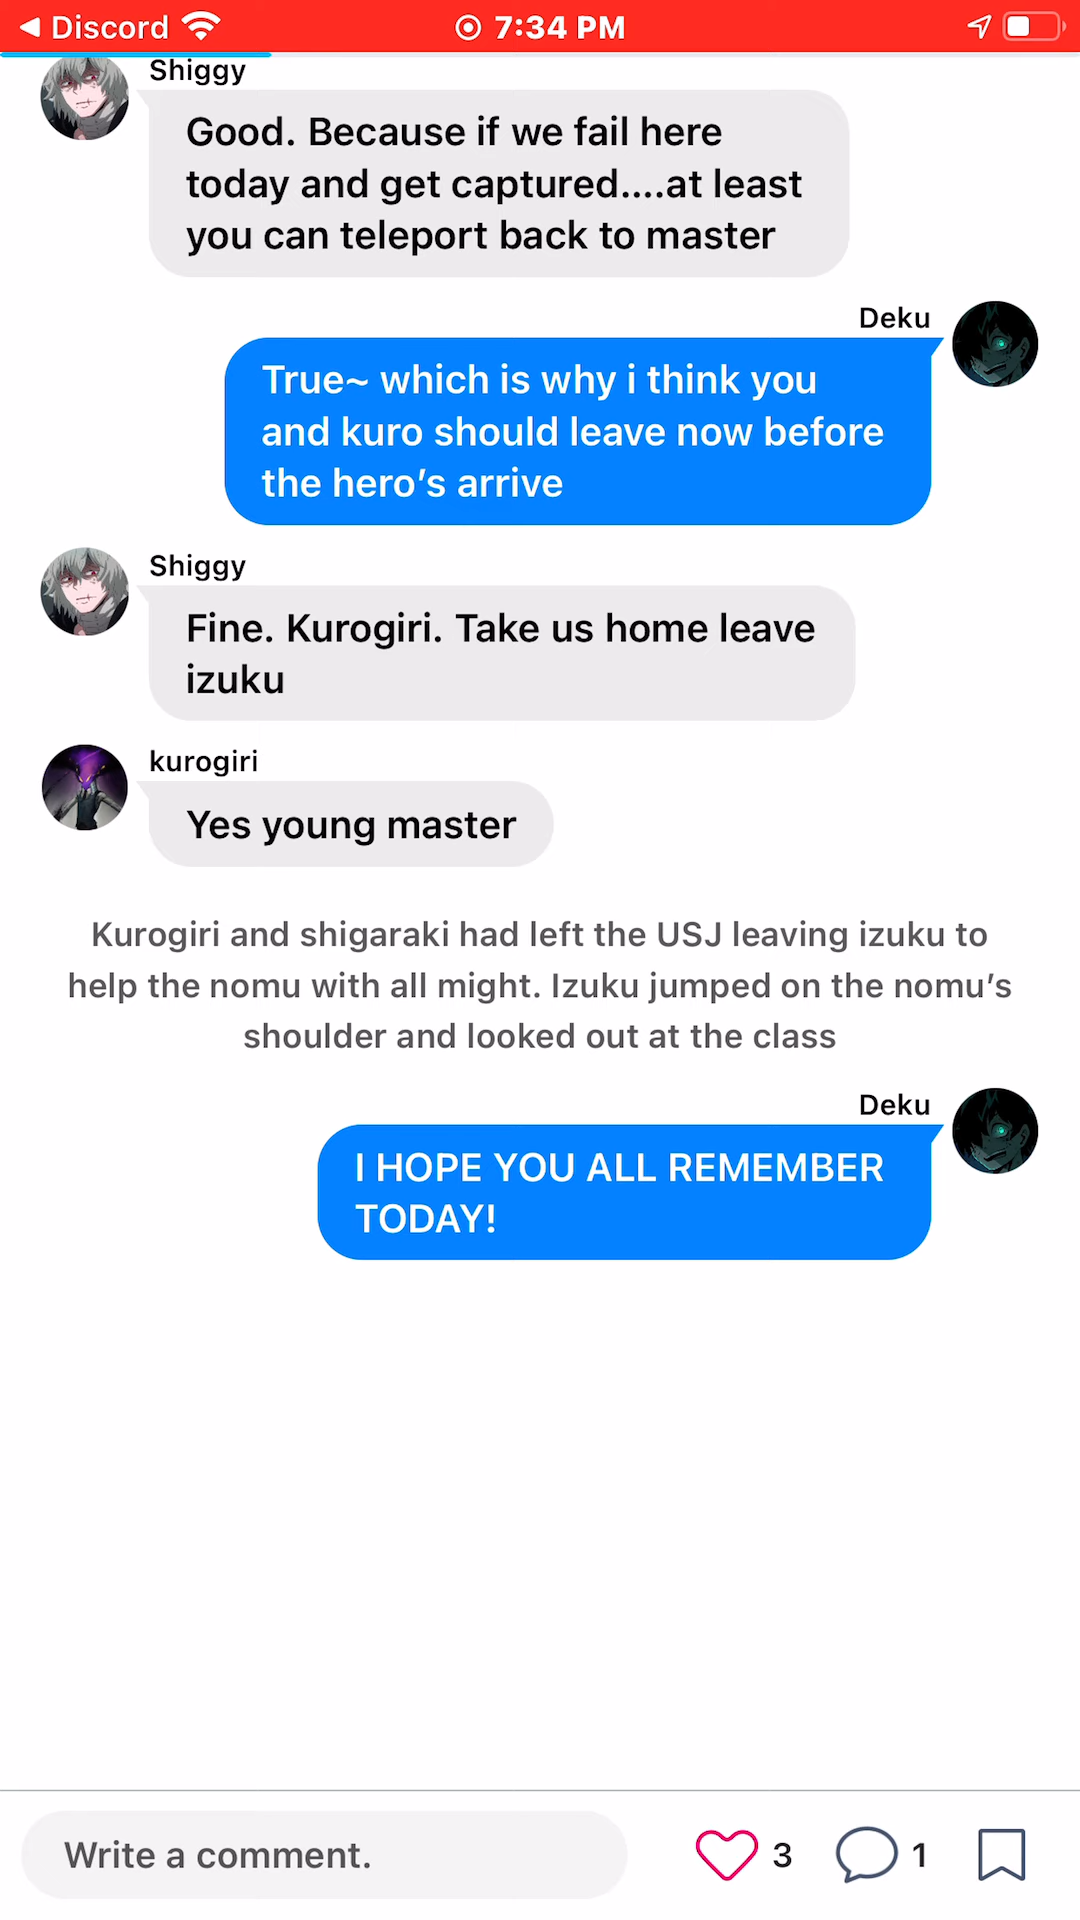 Discord
7:34 PM
Shiggy
Good. Because if we fail here
today and get captured....at least
you can teleport back to master
Deku
True~ which is why i think you
and kuro should leave now before
the hero’s arrive
Shiggy
Fine. Kurogiri. Take us home leave
izuku
kurogiri
Yes young master
Kurogiri and shigaraki had left the USJ leaving izuku to
help the nomu with all might. Izuku jumped on the nomu’s
shoulder and looked out at the class
Deku
I HOPE YOU ALL REMEMBER
TODAY!
Write a comment.
3
1